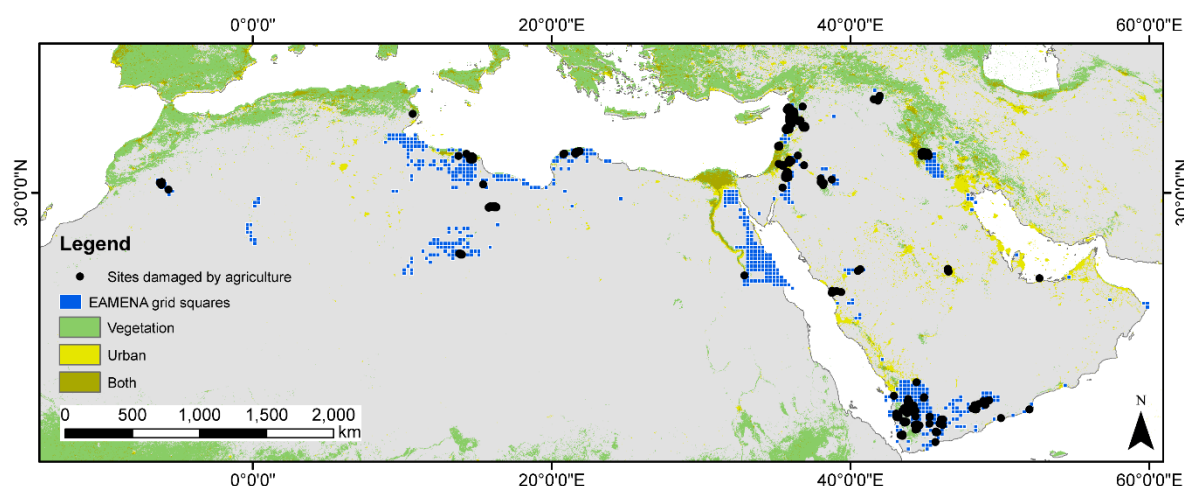 0°0'0" 20°0'0"E 40°0'0"E 60°0'0"E
30°0'0"N 30°0'0"N
Legend
Sites damaged by agriculture
EAMENA grid squares
Vegetation
Urban
Both
0 500 1,000 1,500 2,000
km
N
0°0'0" 20°0'0"E 40°0'0"E 60°0'0"E